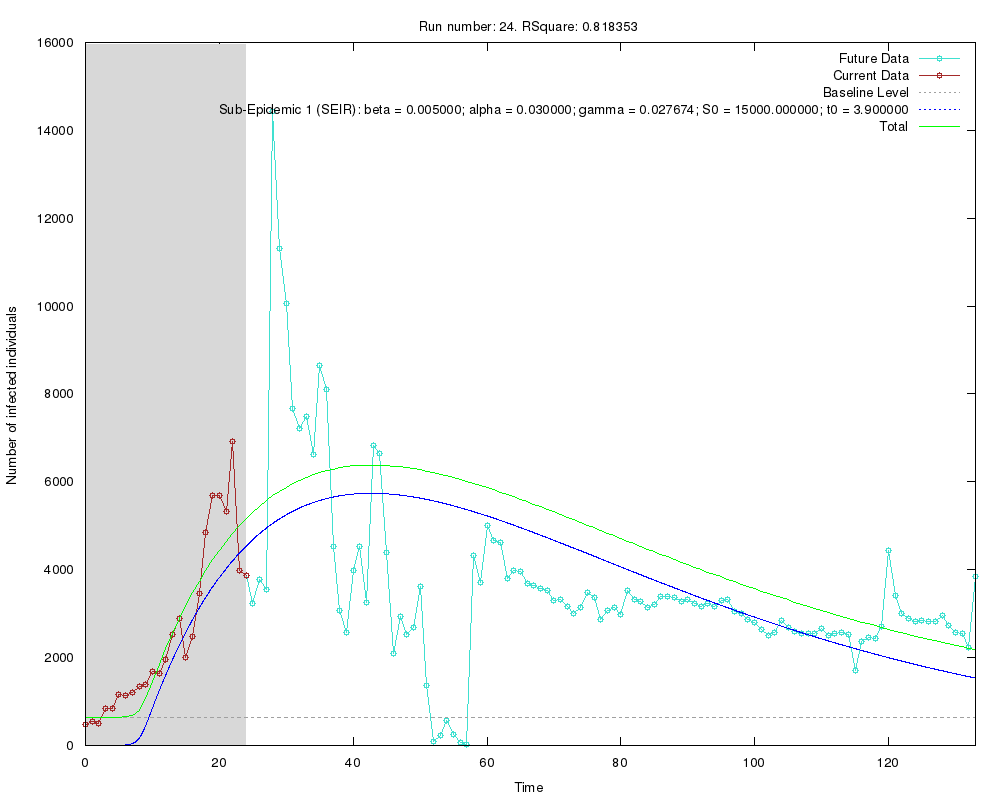 Run number: 24. RSquare: 0.818353
Future Data
Current Data
Baseline Level
Sub-Epidemic 1 (SEIR): beta = 0.005000; alpha = 0.030000; gamma = 0.027674; S0 = 15000.000000; t0 = 3.900000
Total
16000
14000
12000
10000
8000
6000
4000
2000
0
Number of infected individuals
0 20 40 60 80 100 120
Time